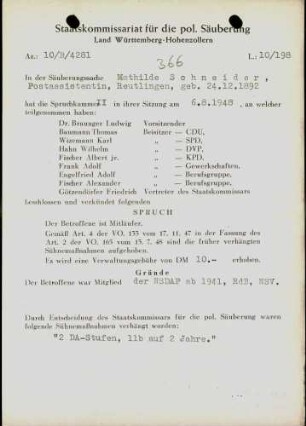 Staatskommissariat für die pol. Säuberung
Land Württemberg-Hohenzollern
Az.: 10/M/4281
366
L: 10/198
In der Säuberungssache Mathilde Schneider,
Postassistentin, Reutlingen, geb. 24.12.1892
hat die Spruchkammer II in ihrer Sitzung am 6.8.1948, an welcher
teilgenommen haben:
Dr. Brauager Ludwig Vorsitzender
Baumann Thomas Beisitzer — CDU,
Wizemann Karl „ — SPD,
Hahn Wilhelm „ — DVP,
Fischer Albert jr. „ — KPD,
Frank Adolf „ — Gewerkschaften,
Engelfried Adolf „ — Berufsgruppe,
Fischer Alexander „ — Berufsgruppe,
Götzendörfer Friedrich Vertreter des Staatskommissars
beschlossen und verkündet folgenden
SPRUCH
Der Betroffene ist Mitläufer.
Gemäß Art. 4 der VO. 133 vom 17. 11. 47 in der Fassung des
Art. 2 der VO. 165 vom 13. 7. 48 sind die früher verhängten
Sühnemaßnahmen aufgehoben.
Es wird eine Verwaltungsgebühr von DM 10.- erhoben.
Gründe
Der Betroffene war Mitglied der NSDAP ab 1941, RdB, NSV.
Durch Entscheidung des Staatskommissars für die pol. Säuberung waren
folgende Sühnemaßnahmen verhängt worden:
"2 DA-Stufen, 11b auf 2 Jahre."